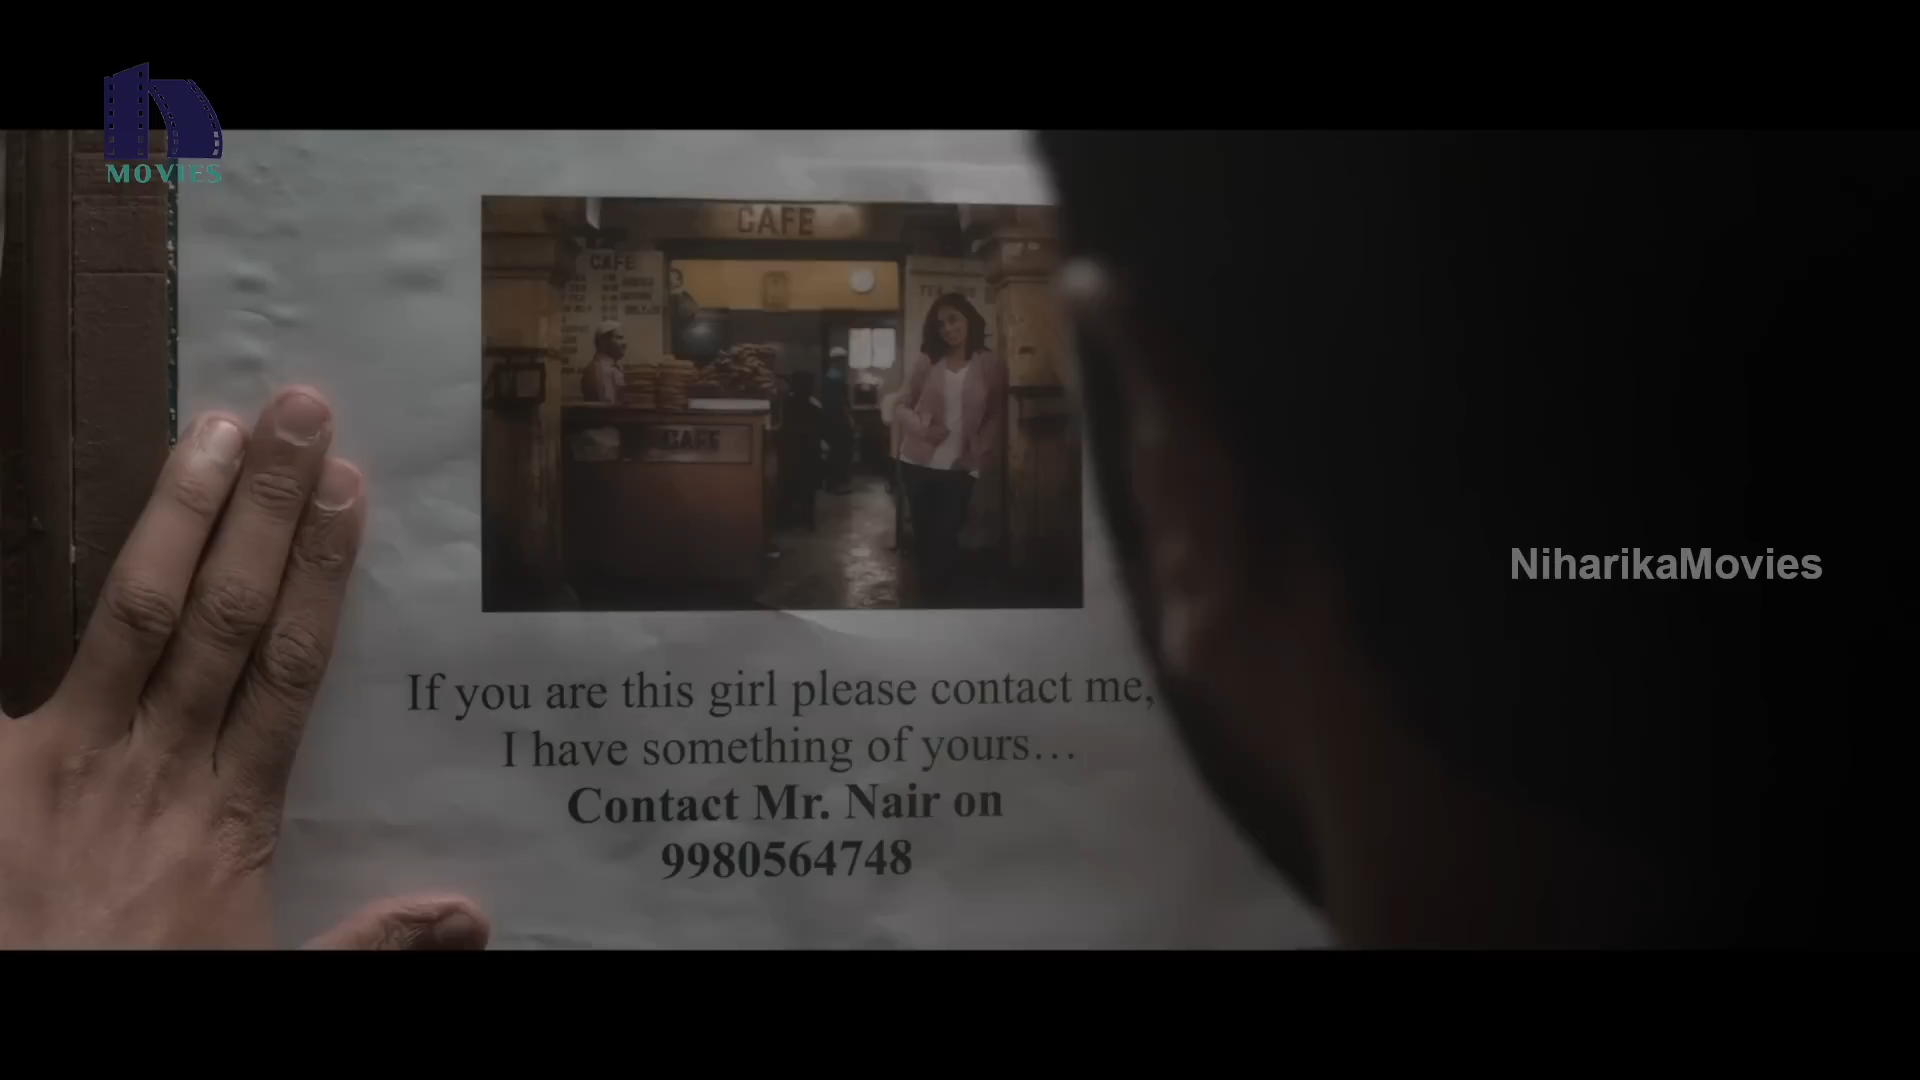 MOVIES
CAFE
CAFE
CAFE
NiharikaMovies
If you are this girl please contact me,
I have something of yours…
Contact Mr. Nair on
9980564748